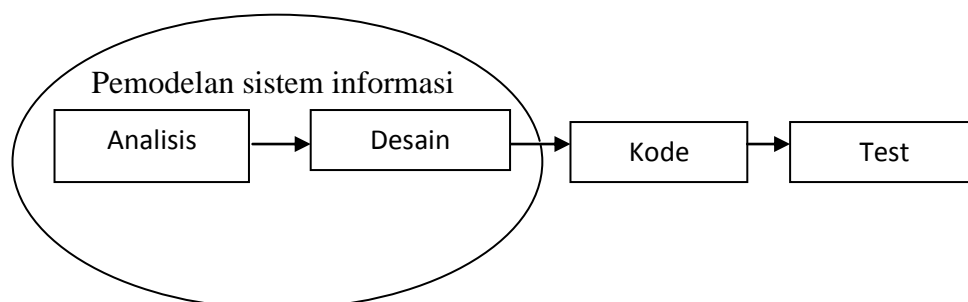 Pemodelan sistem informasi
Analisis
Desain
Kode
Test